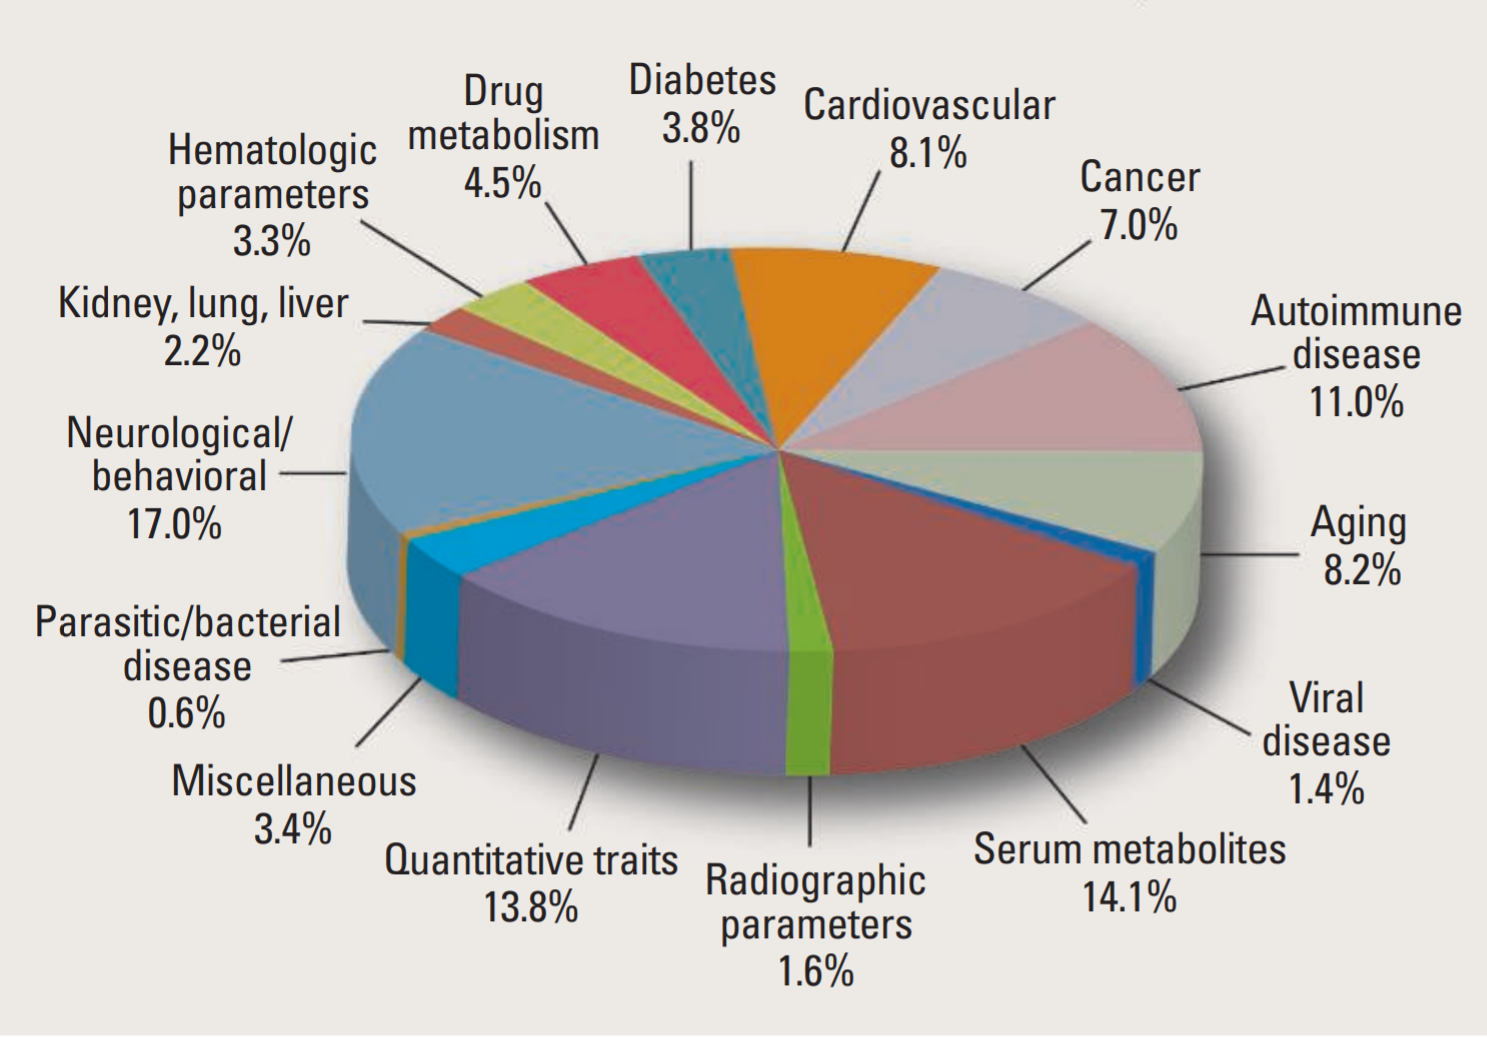 Diabetes
3.8%
Cardiovascular
8.1%
Cancer
7.0%
Autoimmune
disease
11.0%
Aging
8.2%
Viral
disease
1.4%
Serum metabolites
14.1%
Radiographic
parameters
1.6%
Quantitative traits
13.8%
Miscellaneous
3.4%
Parasitic/bacterial
disease
0.6%
Neurological/
behavioral
17.0%
Kidney, lung, liver
2.2%
Hematologic
parameters
3.3%
Drug
metabolism
4.5%